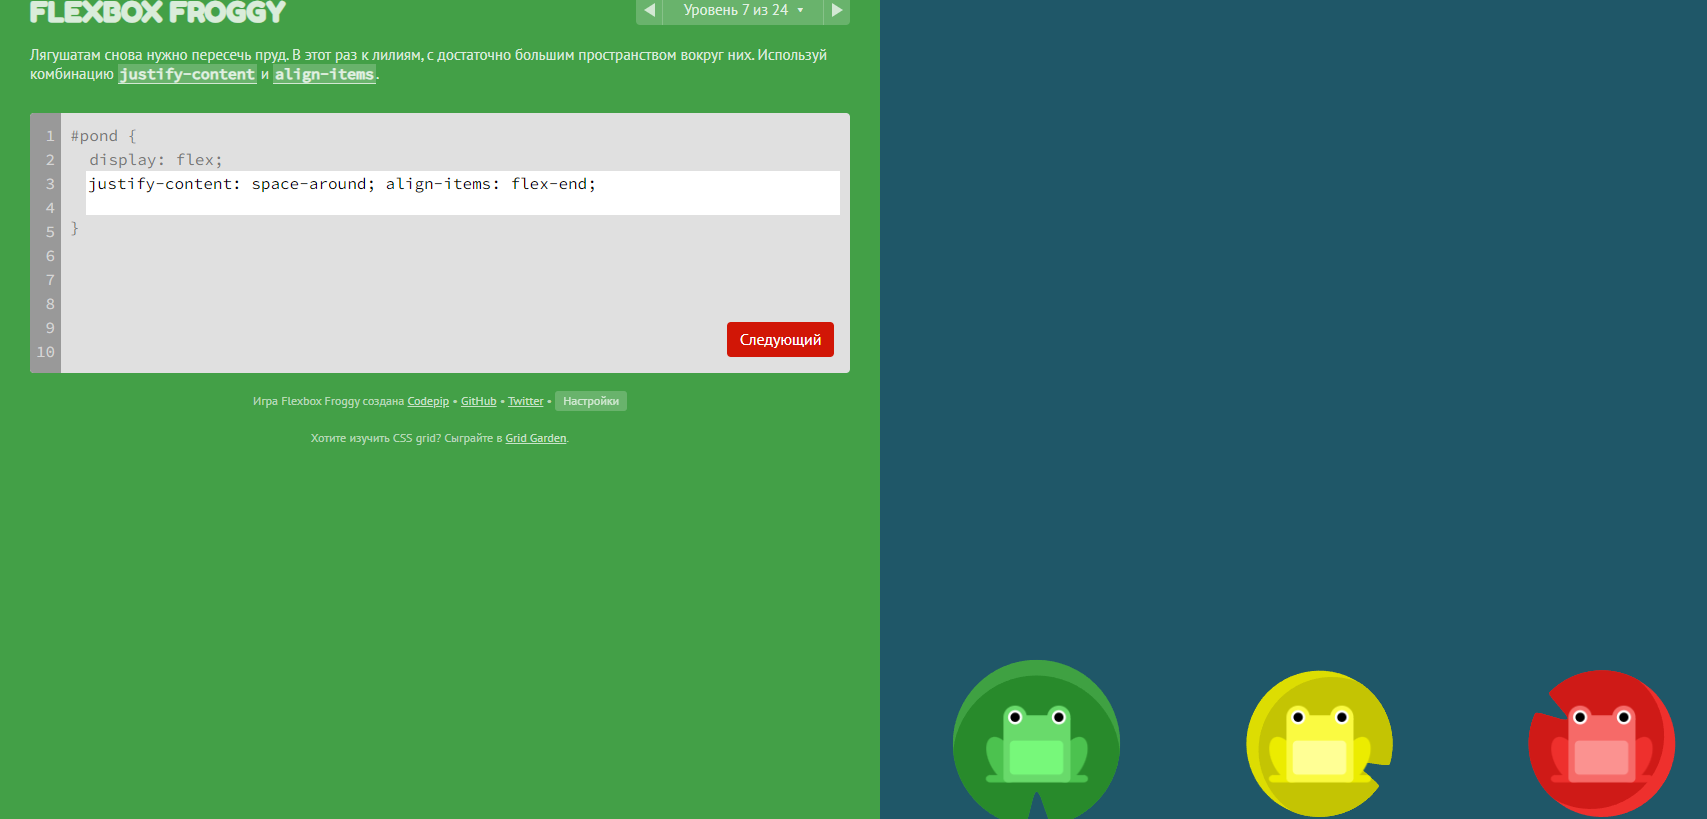 FLEXBOX FROGGY
Уровень 7 из 24
Лягушатам снова нужно пересечь пруд. В этот раз к лилиям, с достаточно большим пространством вокруг них. Используй
комбинацию justify-content и align-items.
1 #pond {
2 display: flex;
3 justify-content: space-around; align-items: flex-end;
4
5 }
6
7
8
9
10
Следующий
Игра Flexbox Froggy создана Codepip • GitHub • Twitter • Настройки
Хотите изучить CSS grid? Сыграйте в Grid Garden.